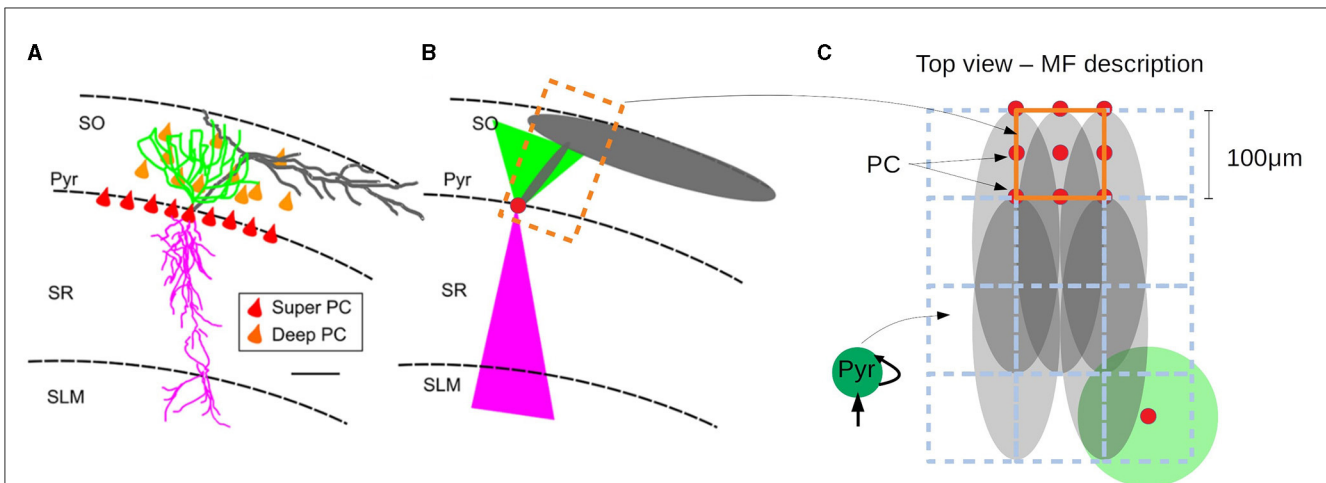 A
SO
Pyr
SR
SLM
Super PC
Deep PC
B
SO
Pyr
SR
SLM
C
Top view – MF description
PC
100μm
Pyr